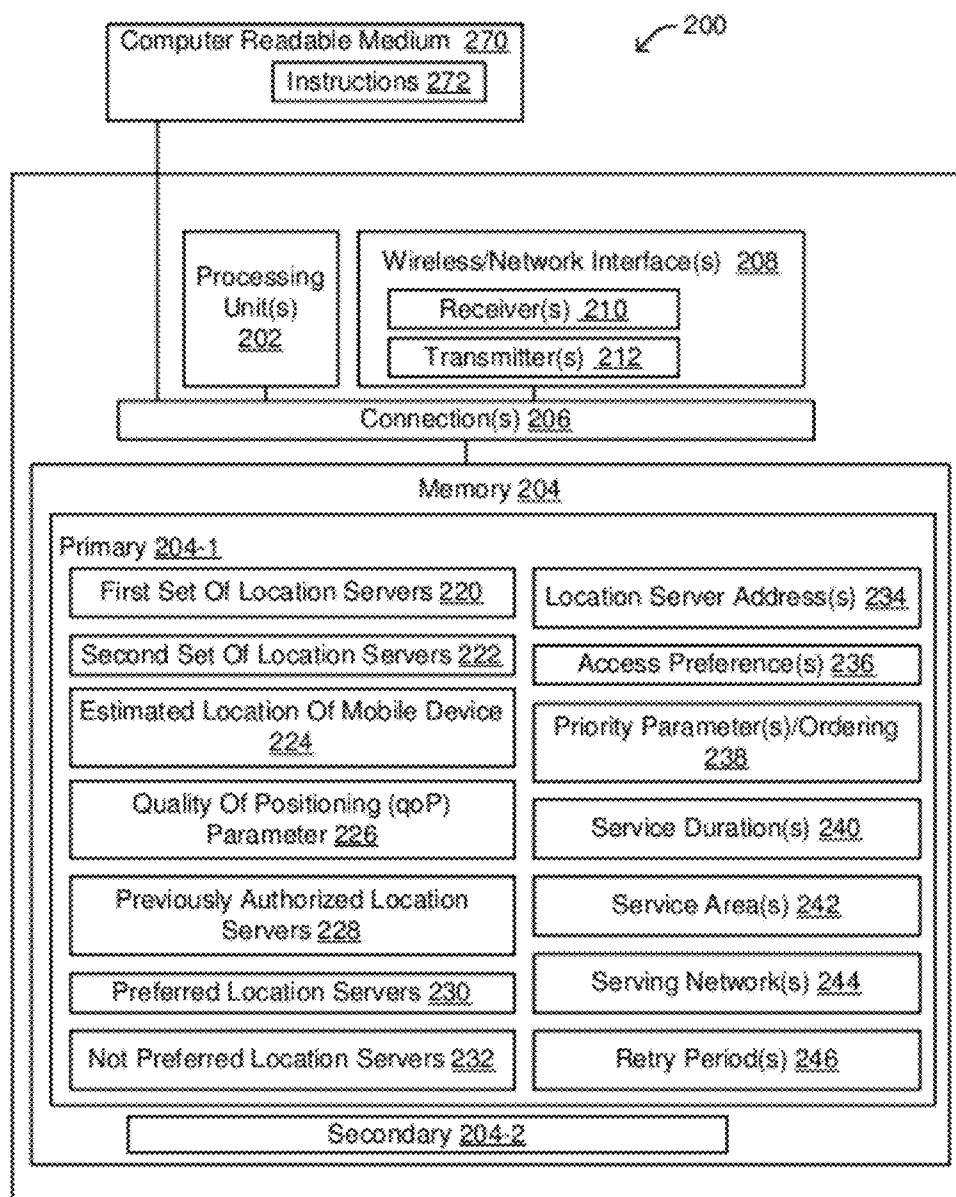 200
Computer Readable Medium 270
Instructions 272
Processing
Unit(s)
202
Wireless/Network Interface(s) 208
Receiver(s) 210
Transmitter(s) 212
Connection(s) 206
Memory 204
Primary 204-1
First Set Of Location Servers 220
Second Set Of Location Servers 222
Estimated Location Of Mobile Device
224
Quality Of Positioning (qoP)
Parameter 226
Previously Authorized Location
Servers 228
Preferred Location Servers 230
Not Preferred Location Servers 232
Location Server Address(s) 234
Access Preference(s) 236
Priority Parameter(s)/Ordering
238
Service Duration(s) 240
Service Area(s) 242
Serving Network(s) 244
Retry Period(s) 246
Secondary 204-2